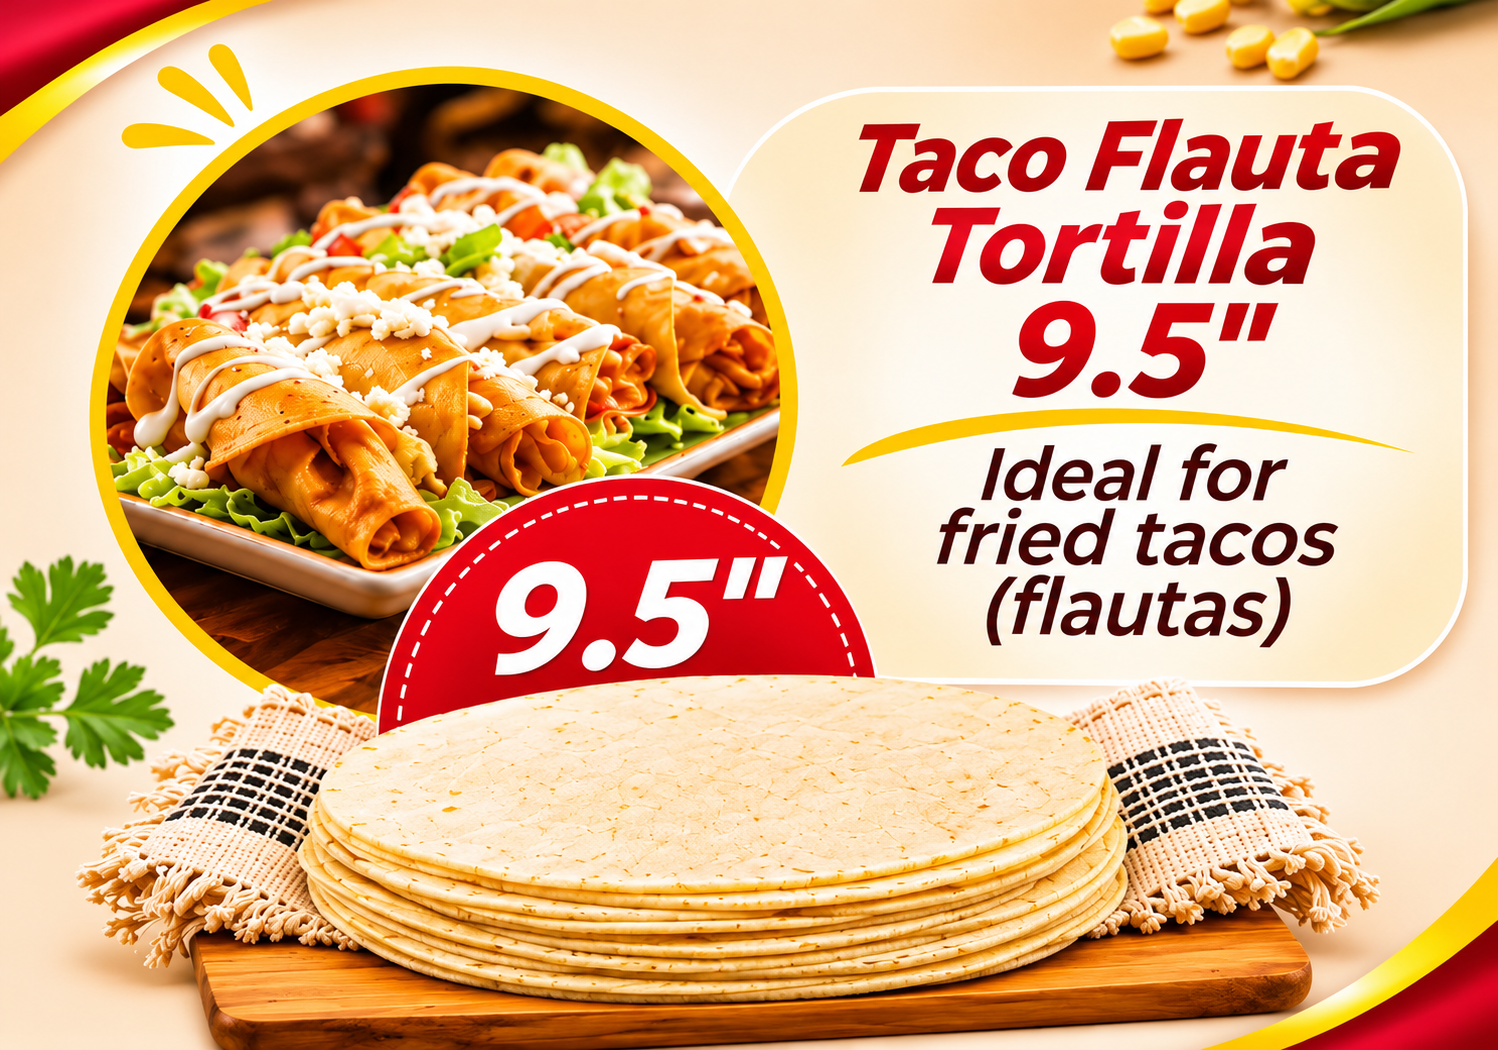 Taco Flauta
Tortilla
9.5"
Ideal for
fried tacos
(flautas)
9.5"